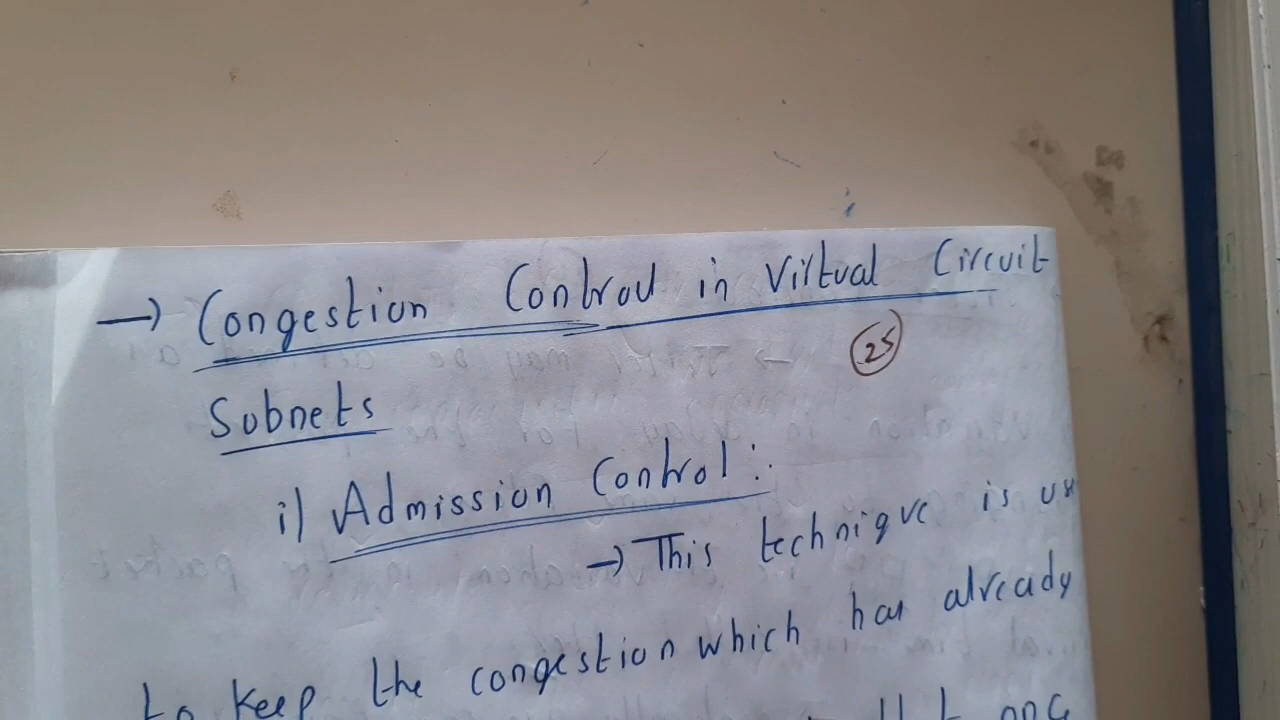 → Congestion Control in Virtual Circuit
25
Subnets
i) Admission Control :
→ This technique is
which has already
to keep the congestion